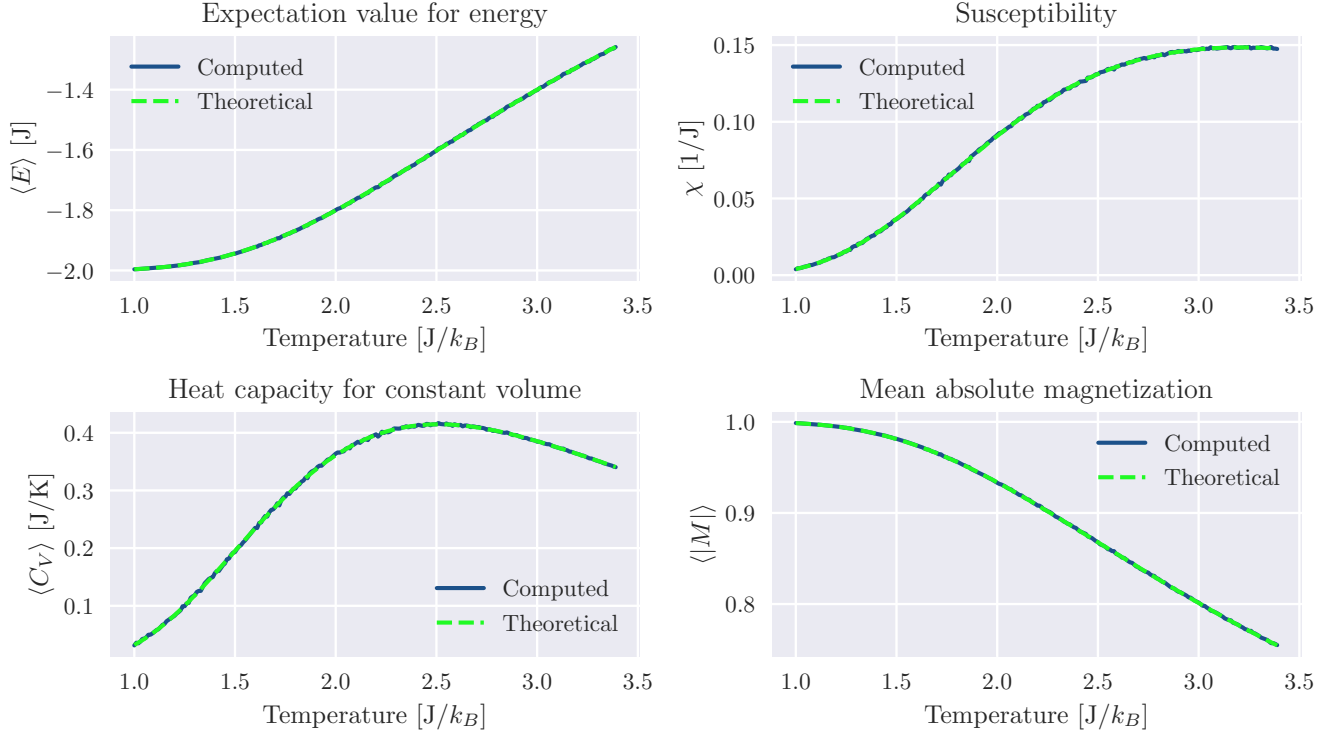 Expectation value for energy
Computed
Theoretical
⟨E⟩ [J]
−1.4
−1.6
−1.8
−2.0
1.0 1.5 2.0 2.5 3.0 3.5
Temperature [J/k_B]
Susceptibility
Computed
Theoretical
χ [1/J]
0.15
0.10
0.05
0.00
1.0 1.5 2.0 2.5 3.0 3.5
Temperature [J/k_B]
Heat capacity for constant volume
Computed
Theoretical
⟨C_V⟩ [J/K]
0.4
0.3
0.2
0.1
1.0 1.5 2.0 2.5 3.0 3.5
Temperature [J/k_B]
Mean absolute magnetization
Computed
Theoretical
⟨|M|⟩
1.0
0.9
0.8
1.0 1.5 2.0 2.5 3.0 3.5
Temperature [J/k_B]